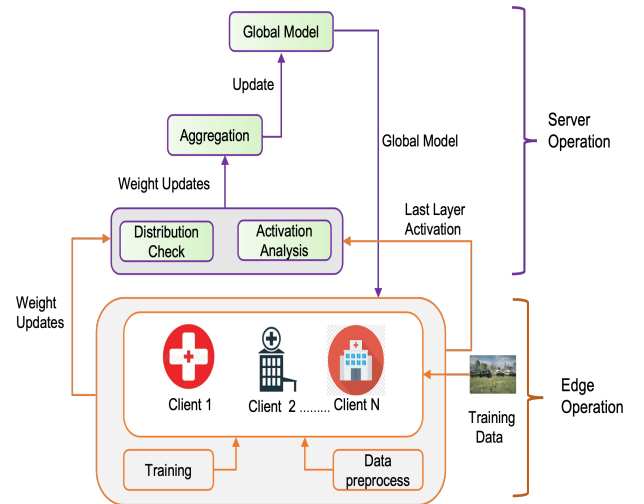 Global Model
Update
Aggregation
Server
Operation
Global Model
Weight Updates
Last Layer
Activation
Distribution
Check
Activation
Analysis
Weight
Updates
Client 1
Client 2 .........
Client N
Edge
Operation
Training
Data
Training
Data
preprocess